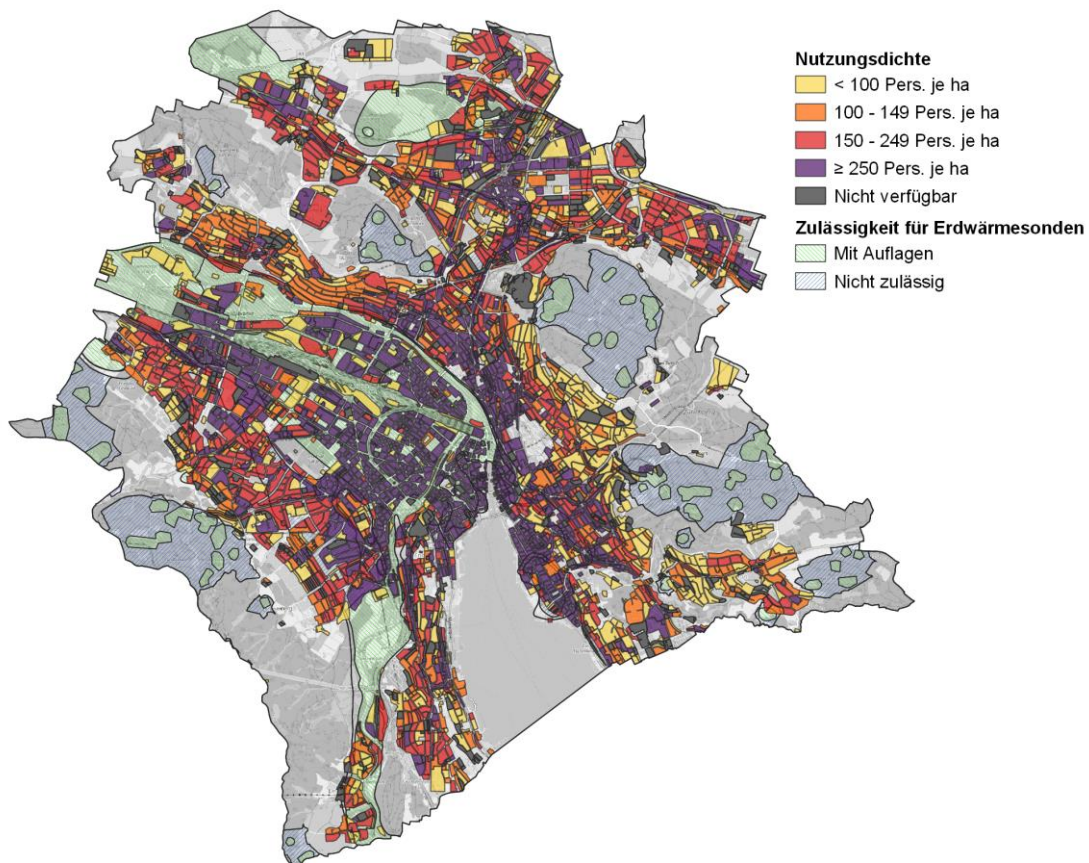 Nutzungsdichte
< 100 Pers. je ha
100 - 149 Pers. je ha
150 - 249 Pers. je ha
≥ 250 Pers. je ha
Nicht verfügbar
Zulässigkeit für Erdwärmesonden
Mit Auflagen
Nicht zulässig